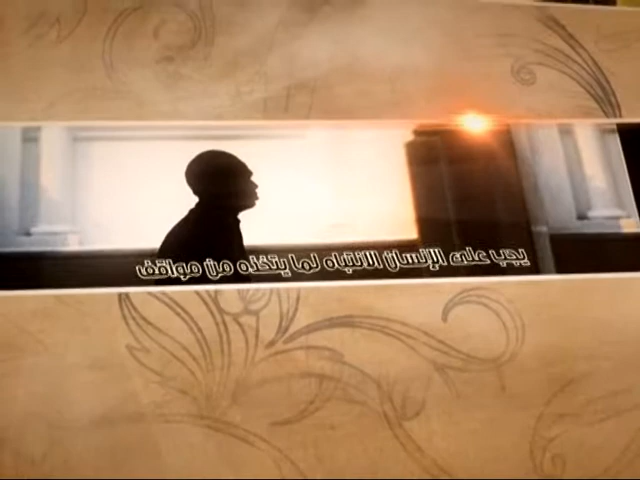 يجب على الإنسان الانتباه لما يتخذه من مواقف